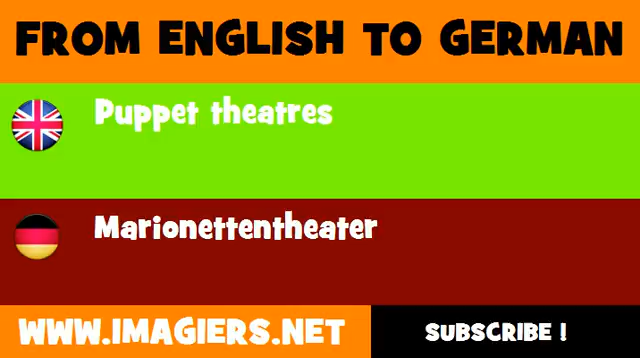 FROM ENGLISH TO GERMAN
Puppet theatres
Marionettentheater
WWW.IMAGIERS.NET
SUBSCRIBE !